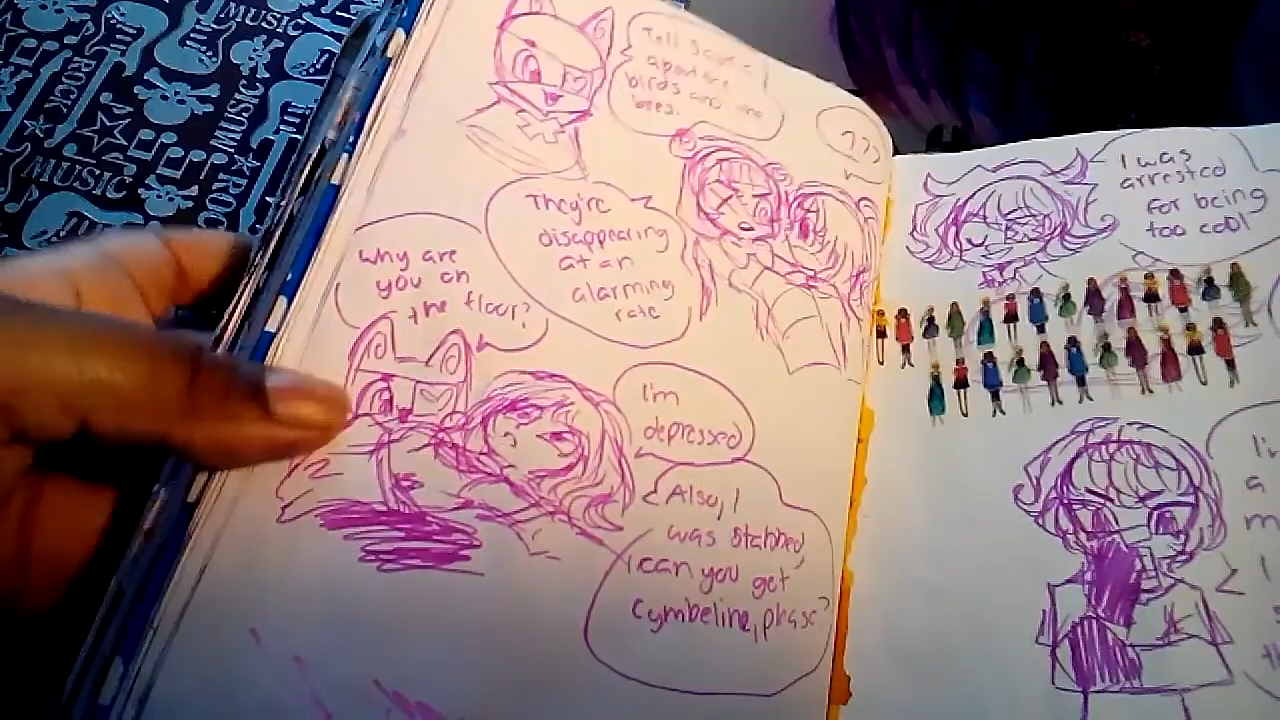 MUSIC
ROCK
MUSIC
MUSIC
ROCK
Tell Scarlet
about the
birds and the
bees.
???
They're
disappearing
at an
alarming
rate
Why are
you on
the floor?
I'm
depressed
Also, I
was stabbed,
can you get
Cymbeline, please?
I was
arrested
for being
too cool
a
I